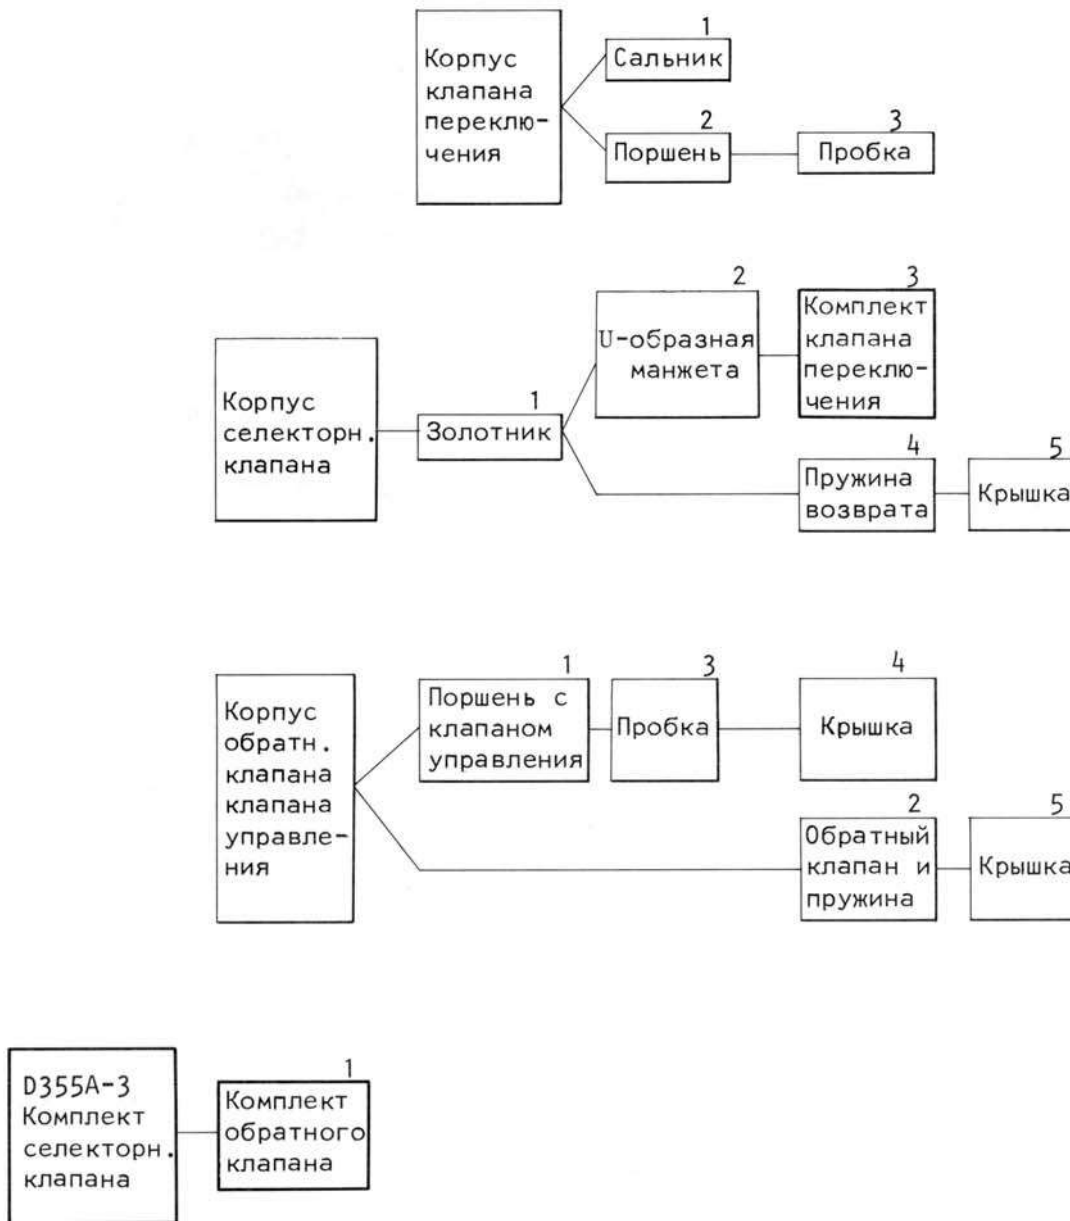 1
Корпус
клапана
переклю-
чения
Сальник
2
Поршень
3
Пробка
2
U-образная
манжета
3
Комплект
клапана
переклю-
чения
Корпус
селекторн.
клапана
1
Золотник
4
Пружина
возврата
5
Крышка
Корпус
обратн.
клапана
клапана
управле-
ния
1
Поршень с
клапаном
управления
3
Пробка
4
Крышка
2
Обратный
клапан и
пружина
5
Крышка
D355A-3
Комплект
селекторн.
клапана
1
Комплект
обратного
клапана